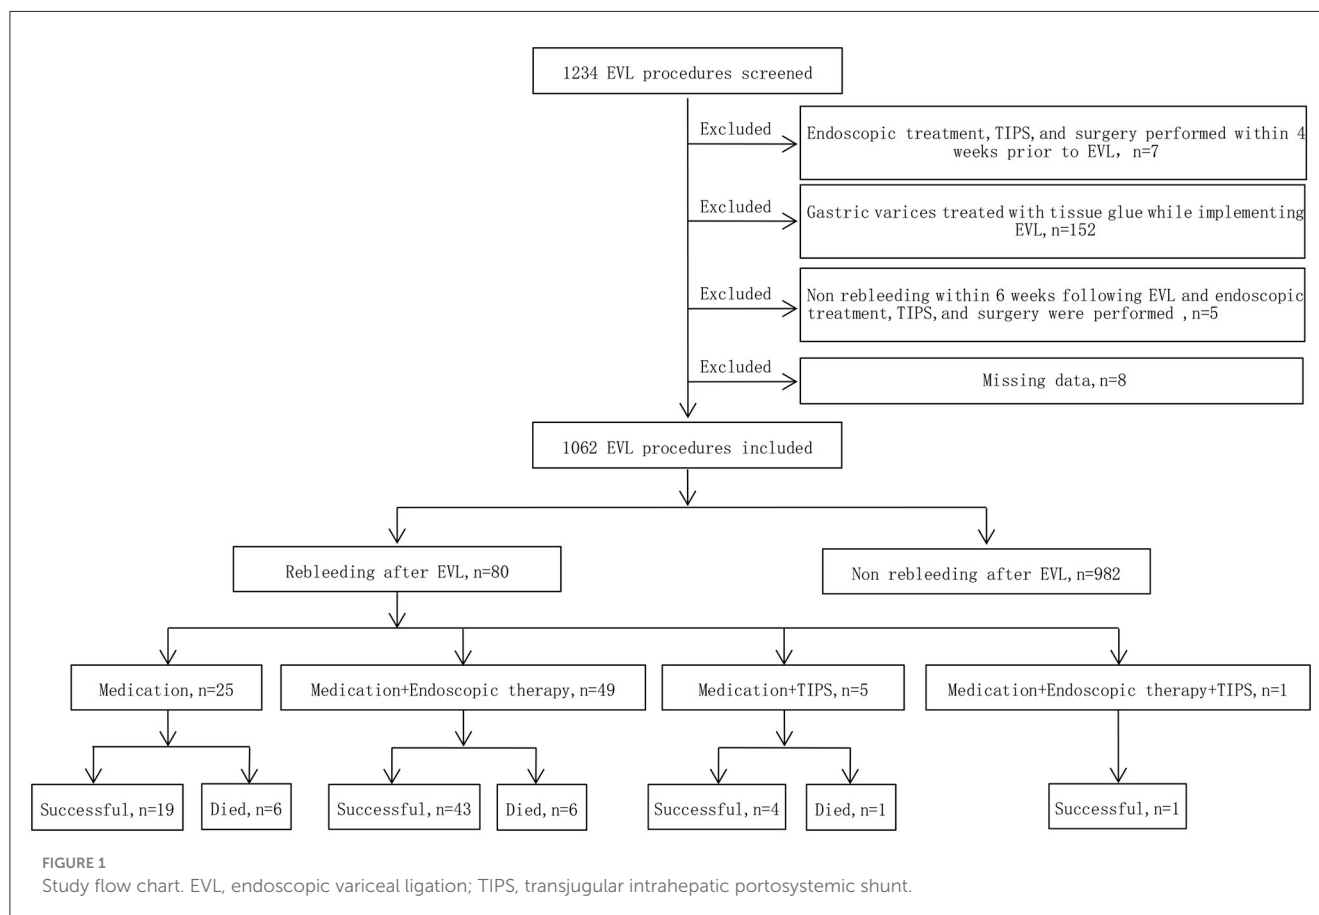 1234 EVL procedures screened
Excluded
Endoscopic treatment,TIPS,and surgery performed within 4
weeks prior to EVL, n=7
Excluded
Gastric varices treated with tissue glue while implementing
EVL,n=152
Excluded
Non rebleeding within 6 weeks following EVL and endoscopic
treatment,TIPS,and surgery were performed ,n=5
Excluded
Missing data,n=8
1062 EVL procedures included
Rebleeding after EVL,n=80
Non rebleeding after EVL,n=982
Medication,n=25
Medication+Endoscopic therapy,n=49
Medication+TIPS,n=5
Medication+Endoscopic therapy+TIPS,n=1
Successful,n=19
Died,n=6
Successful,n=43
Died,n=6
Successful,n=4
Died,n=1
Successful,n=1
FIGURE 1
Study flow chart. EVL, endoscopic variceal ligation; TIPS, transjugular intrahepatic portosystemic shunt.